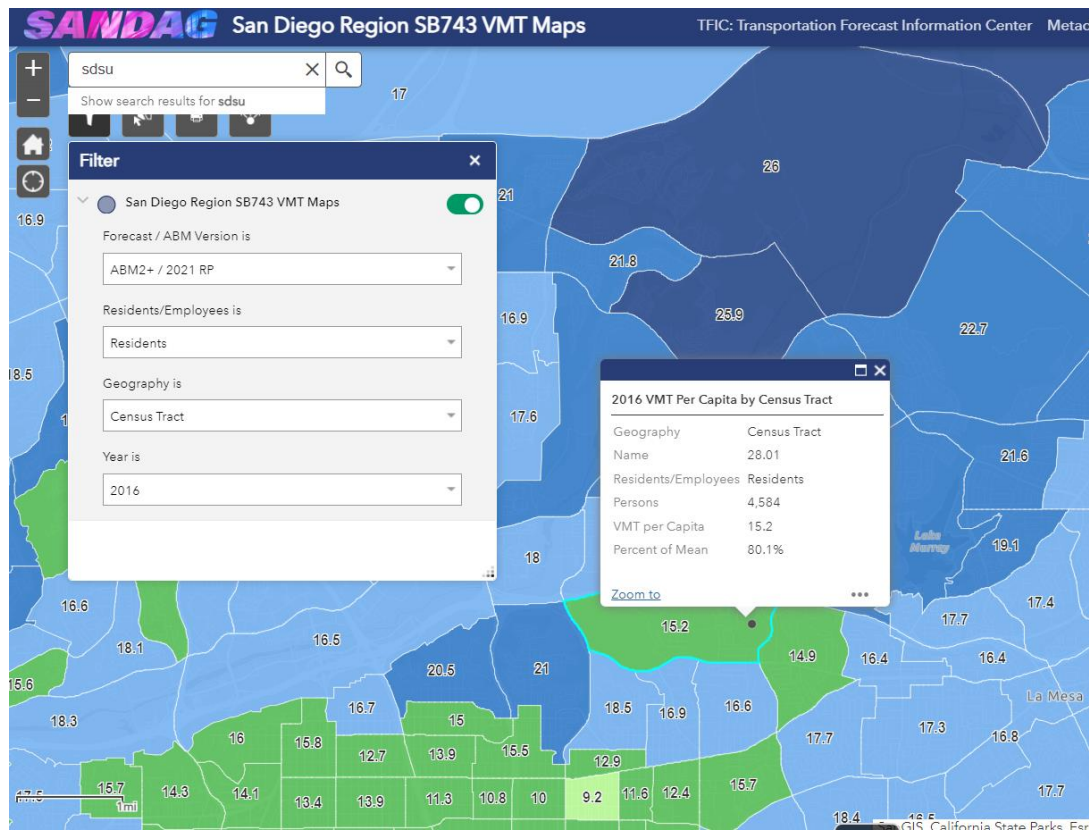 SANDAG San Diego Region SB743 VMT Maps TFIC: Transportation Forecast Information Center
+
sdsu
−
Show search results for sdsu
17
Filter
26
San Diego Region SB743 VMT Maps
21
16.9
Forecast / ABM Version is
ABM2+ / 2021 RP
21.8
Residents/Employees is
16.9
25.9
22.7
Residents
18.5
Geography is
2016 VMT Per Capita by Census Tract
Census Tract
17.6
Geography Census Tract
Name 28.01
Year is
21.6
Residents/Employees Residents
2016
Persons 4,584
VMT per Capita 15.2
Lake
Murray
19.1
Percent of Mean 80.1%
18
Zoom to
16.6
17.4
17.7
18.1
16.5
15.2
14.9
16.4
16.4
20.5
21
15.6
La Mesa
18.3
16.7
15
18.5
16.9
16.6
17.3
16.8
16
15.8
12.7
13.9
15.5
12.9
17.7
15.7
14.3
14.1
13.4
13.9
11.3
10.8
10
9.2
11.6
12.4
15.7
17.7
1mi
18.4
GIS, California State Parks,